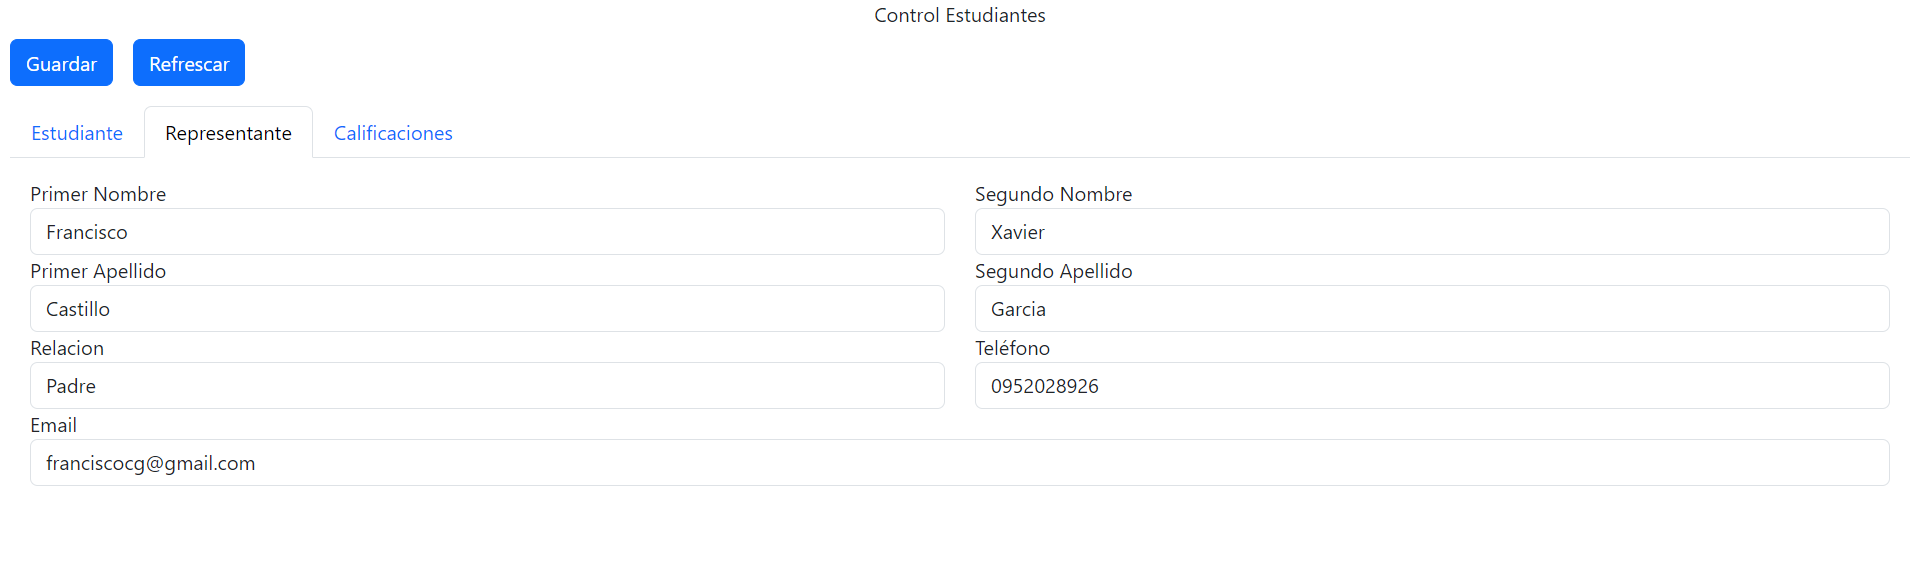 Control Estudiantes
Guardar Refrescar
Estudiante Representante Calificaciones
Primer Nombre Segundo Nombre
Francisco Xavier
Primer Apellido Segundo Apellido
Castillo Garcia
Relacion Teléfono
Padre 0952028926
Email
franciscocg@gmail.com